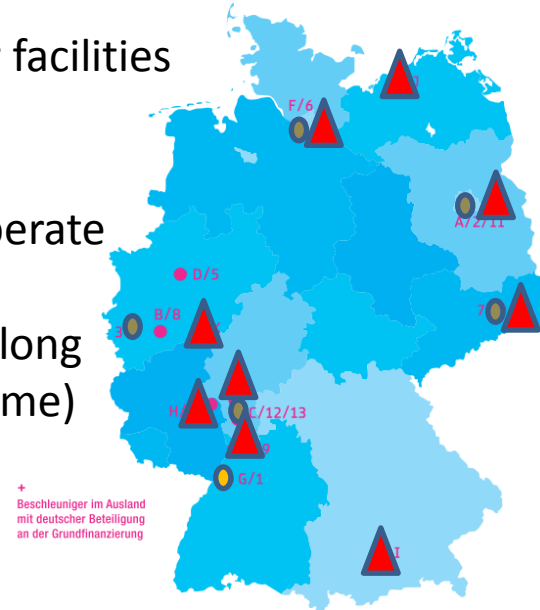 facilities
F/6
A/2/11
perate
D/5
7
3
B/8
long
me)
H
C/12/13
9
G/1
+
Beschleuniger im Ausland
mit deutscher Beteiligung
an der Grundfinanzierung
I